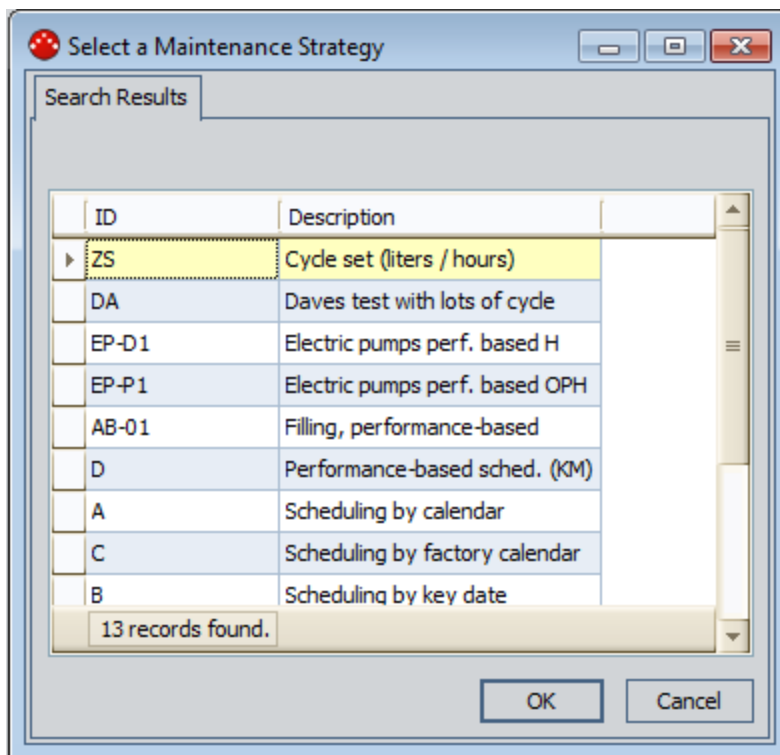 Select a Maintenance Strategy
Search Results
ID Description
ZS Cycle set (liters / hours)
DA Daves test with lots of cycle
EP-D1 Electric pumps perf. based H
EP-P1 Electric pumps perf. based OPH
AB-01 Filling, performance-based
D Performance-based sched. (KM)
A Scheduling by calendar
C Scheduling by factory calendar
B Scheduling by key date
13 records found.
OK Cancel